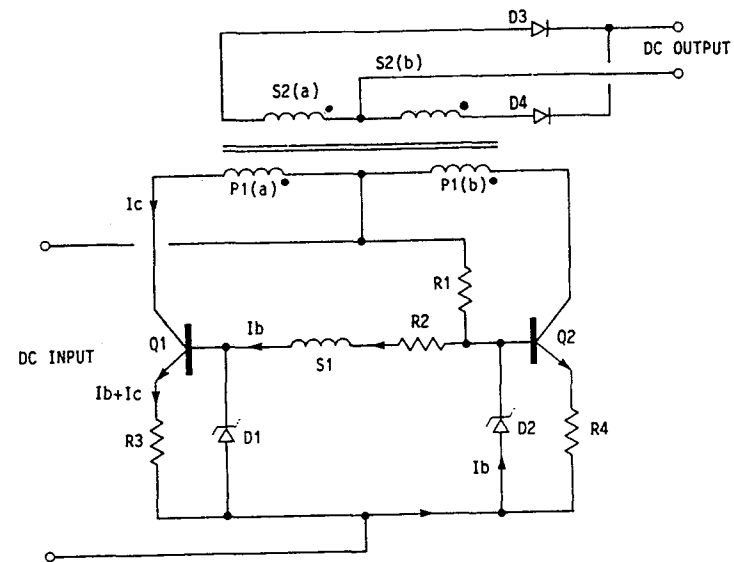 D3
DC OUTPUT
S2(b)
S2(a)
D4
P1(a)
P1(b)
Ic
R1
R2
Ib
Q1
Q2
S1
DC INPUT
Ib+Ic
R3
D1
D2
R4
Ib